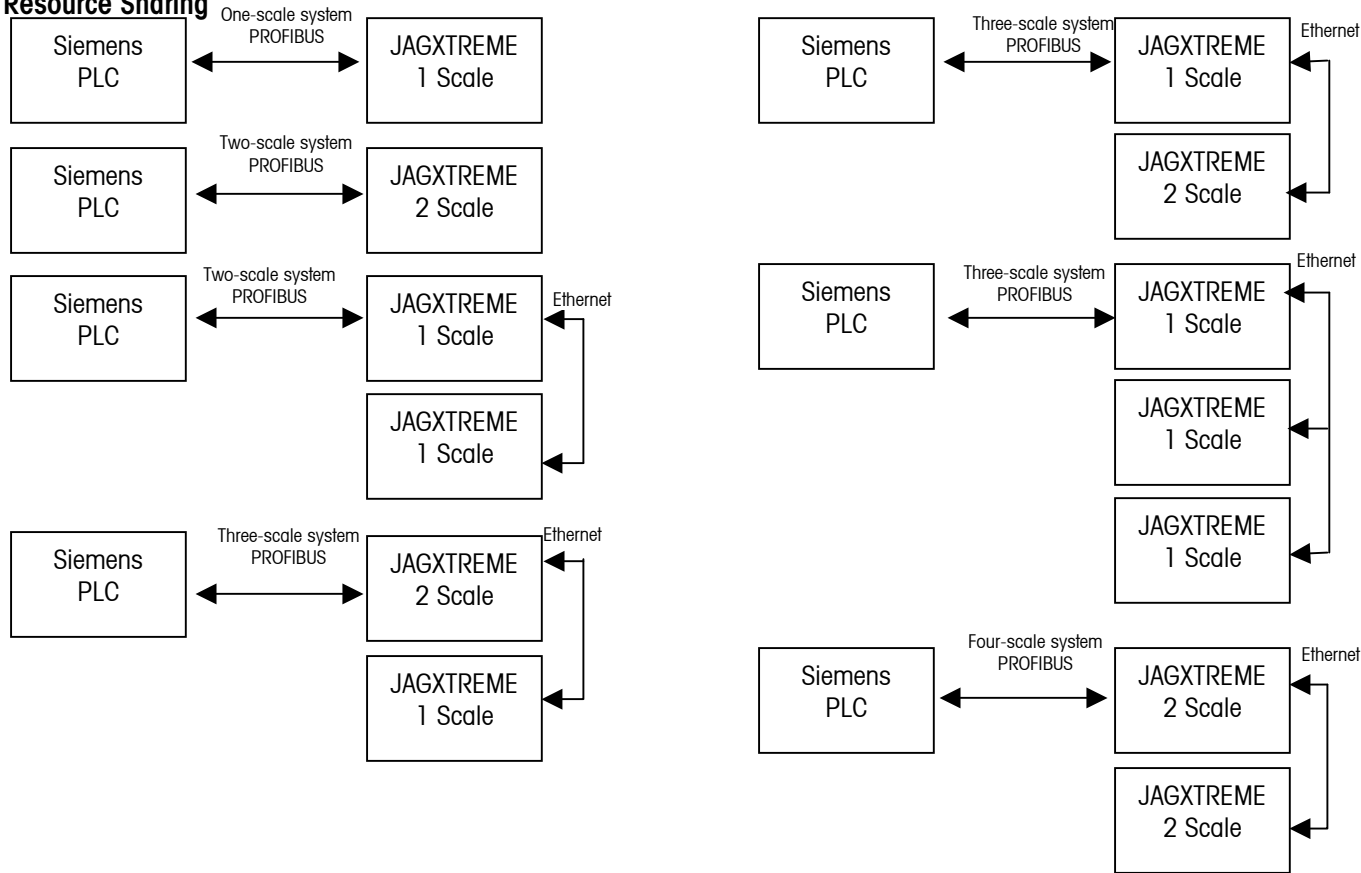 Resource Sharing
Siemens
PLC
One-scale system
PROFIBUS
JAGXTREME
1 Scale
Siemens
PLC
Two-scale system
PROFIBUS
JAGXTREME
2 Scale
Siemens
PLC
Two-scale system
PROFIBUS
JAGXTREME
1 Scale
Ethernet
JAGXTREME
1 Scale
Siemens
PLC
Three-scale system
PROFIBUS
JAGXTREME
2 Scale
Ethernet
JAGXTREME
1 Scale
Siemens
PLC
Three-scale system
PROFIBUS
JAGXTREME
1 Scale
Ethernet
JAGXTREME
2 Scale
Siemens
PLC
Three-scale system
PROFIBUS
JAGXTREME
1 Scale
Ethernet
JAGXTREME
1 Scale
JAGXTREME
1 Scale
Siemens
PLC
Four-scale system
PROFIBUS
JAGXTREME
2 Scale
Ethernet
JAGXTREME
2 Scale